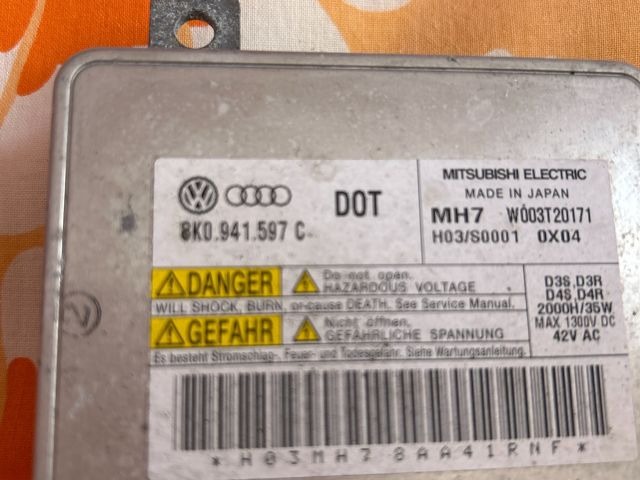 8K0.941.597 C
DOT
MITSUBISHI ELECTRIC
MADE IN JAPAN
MH7 W003T20171
H03/S0001 0X04
DANGER
Do not open.
HAZARDOUS VOLTAGE
WILL SHOCK, BURN, or cause DEATH. See Service Manual.
GEFAHR
Nicht öffnen.
GEFÄHRLICHE SPANNUNG
Es besteht Stromschlag-, Feuer- und Todesgefahr. Siehe Wartungsanleitung.
D3S,D3R
D4S,D4R
2000H/35W
MAX 1300V DC
42V AC
*H03MH78AA41RNF*